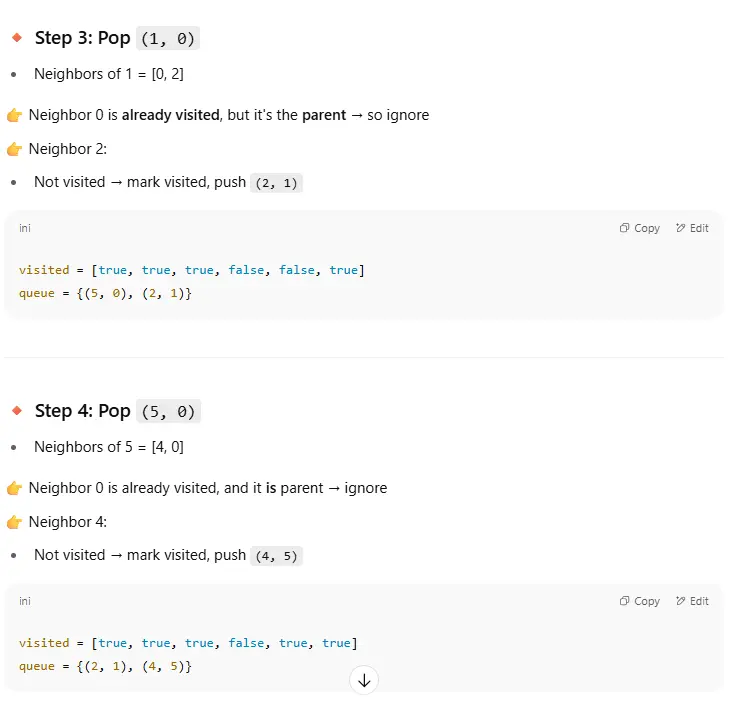 Step 3: Pop (1, 0)
Neighbors of 1 = [0, 2]
Neighbor 0 is already visited, but it's the parent → so ignore
Neighbor 2:
Not visited → mark visited, push (2, 1)
ini
Copy
Edit
visited = [true, true, true, false, false, true]
queue = {(5, 0), (2, 1)}
Step 4: Pop (5, 0)
Neighbors of 5 = [4, 0]
Neighbor 0 is already visited, and it is parent → ignore
Neighbor 4:
Not visited → mark visited, push (4, 5)
ini
Copy
Edit
visited = [true, true, true, false, true, true]
queue = {(2, 1), (4, 5)}